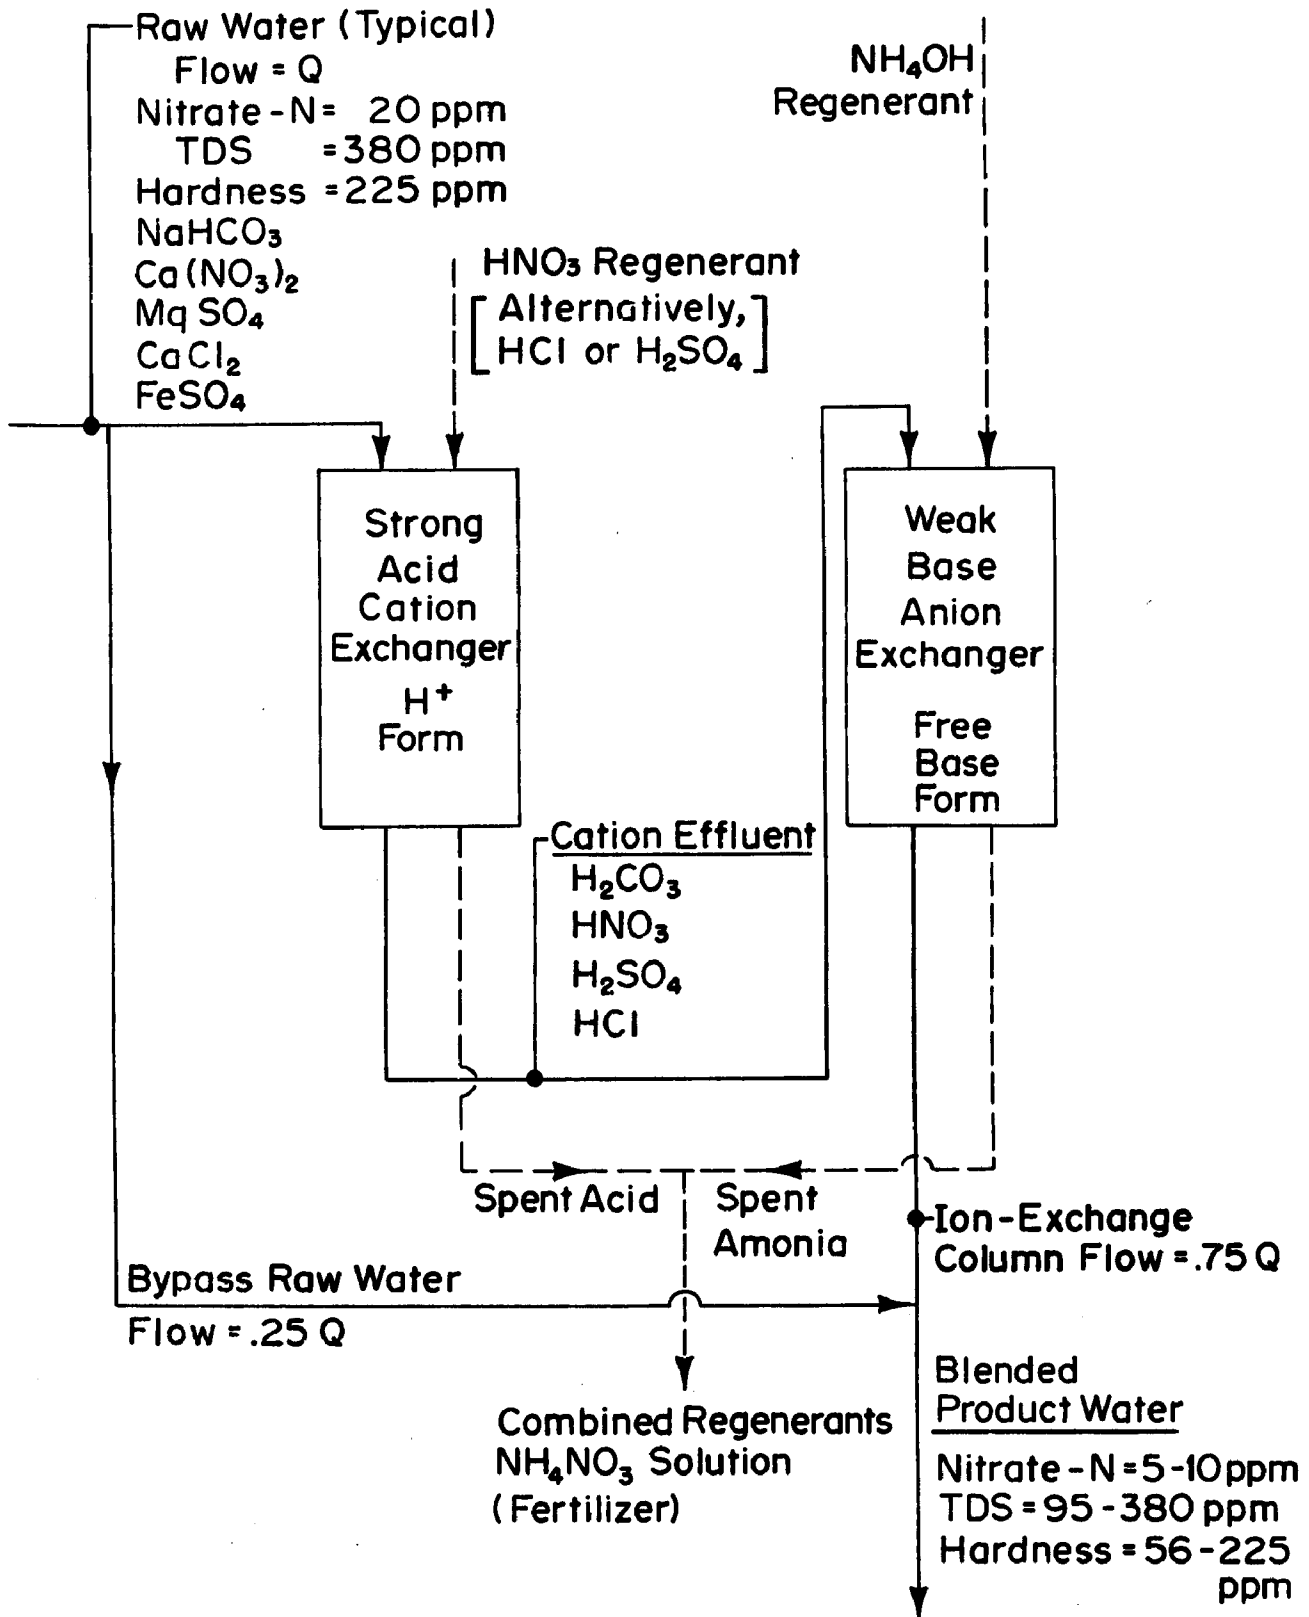 Raw Water (Typical)
Flow = Q
Nitrate-N= 20 ppm
TDS =380 ppm
Hardness =225 ppm
NaHCO₃
Ca(NO₃)₂
Mq SO₄
CaCl₂
FeSO₄
NH₄OH
Regenerant
HNO₃ Regenerant
[Alternatively,
HCl or H₂SO₄]
Strong
Acid
Cation
Exchanger
H⁺
Form
Weak
Base
Anion
Exchanger
Free
Base
Form
Cation Effluent
H₂CO₃
HNO₃
H₂SO₄
HCl
Spent Acid
Spent
Amonia
Ion-Exchange
Column Flow =.75 Q
Bypass Raw Water
Flow = .25 Q
Combined Regenerants
NH₄NO₃ Solution
(Fertilizer)
Blended
Product Water
Nitrate-N=5-10ppm
TDS=95-380 ppm
Hardness=56-225
ppm